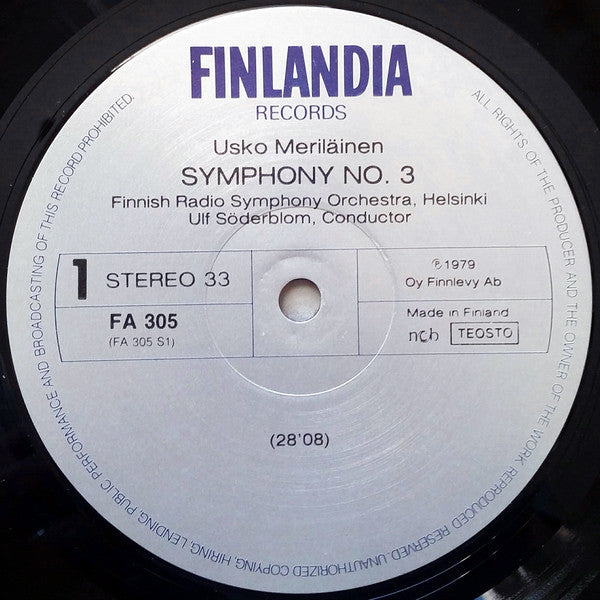 FINLANDIA
RECORDS
Usko Meriläinen
SYMPHONY NO. 3
Finnish Radio Symphony Orchestra, Helsinki
Ulf Söderblom, Conductor
1 STEREO 33
FA 305
(FA 305 S1)
℗ 1979
Oy Finnlevy Ab
Made in Finland
ncb TEOSTO
(28'08)
ALL RIGHTS OF THE PRODUCER AND THE OWNER OF THE WORK REPRODUCED RESERVED. UNAUTHORIZED COPYING, HIRING, LENDING, PUBLIC PERFORMANCE AND BROADCASTING OF THIS RECORD PROHIBITED.